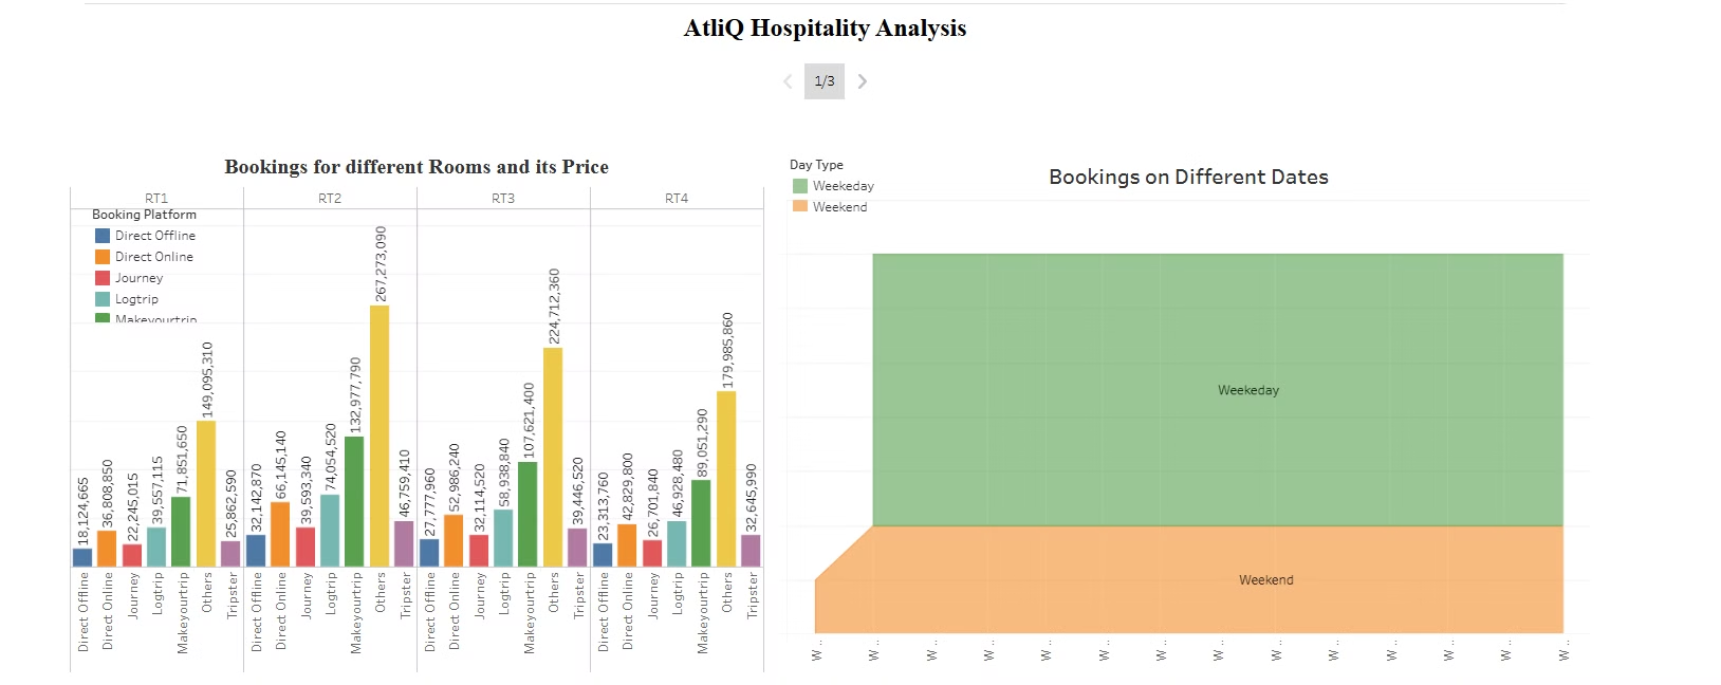 AtliQ Hospitality Analysis
1/3
Bookings for different Rooms and its Price
RT1
RT2
RT3
RT4
Booking Platform
Direct Offline
Direct Online
Journey
Logtrip
Makeyourtrip
18,124,665
36,808,850
22,245,015
39,557,115
71,851,650
149,095,310
25,862,590
32,142,870
66,145,140
39,593,340
74,054,520
132,977,790
267,273,090
46,759,410
27,777,960
52,986,240
32,114,520
58,938,840
107,621,400
224,712,360
39,446,520
23,313,760
42,829,800
26,701,840
46,928,480
89,051,290
179,985,860
32,645,990
Direct Offline
Direct Online
Journey
Logtrip
Makeyourtrip
Others
Tripster
Direct Offline
Direct Online
Journey
Logtrip
Makeyourtrip
Others
Tripster
Direct Offline
Direct Online
Journey
Logtrip
Makeyourtrip
Others
Tripster
Direct Offline
Direct Online
Journey
Logtrip
Makeyourtrip
Others
Tripster
Day Type
Weekeday
Weekend
Bookings on Different Dates
Weekeday
Weekend
W..
W..
W..
W..
W..
W..
W..
W..
W..
W..
W..
W..
W..
W..